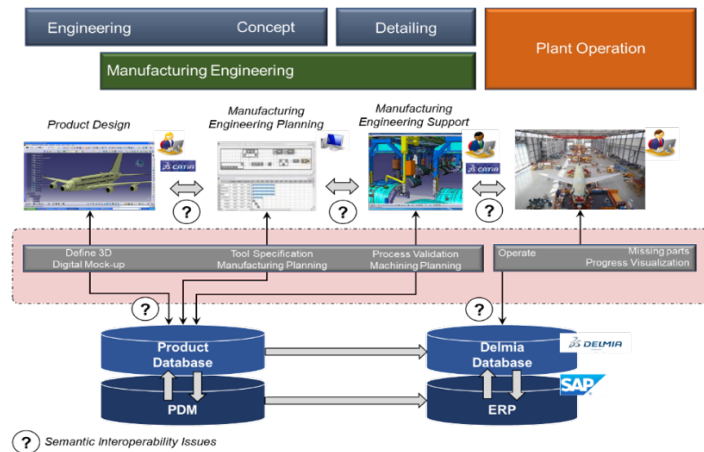 Engineering Concept
Detailing
Plant Operation
Manufacturing Engineering
Product Design
Manufacturing
Engineering Planning
Manufacturing
Engineering Support
CATIA
CATIA
?
?
?
Define 3D
Digital Mock-up
Tool Specification
Manufacturing Planning
Process Validation
Machining Planning
Operate
Missing parts
Progress Visualization
?
?
Product
Database
Delmia
Database
DELMIA
SAP
PDM
ERP
? Semantic Interoperability Issues